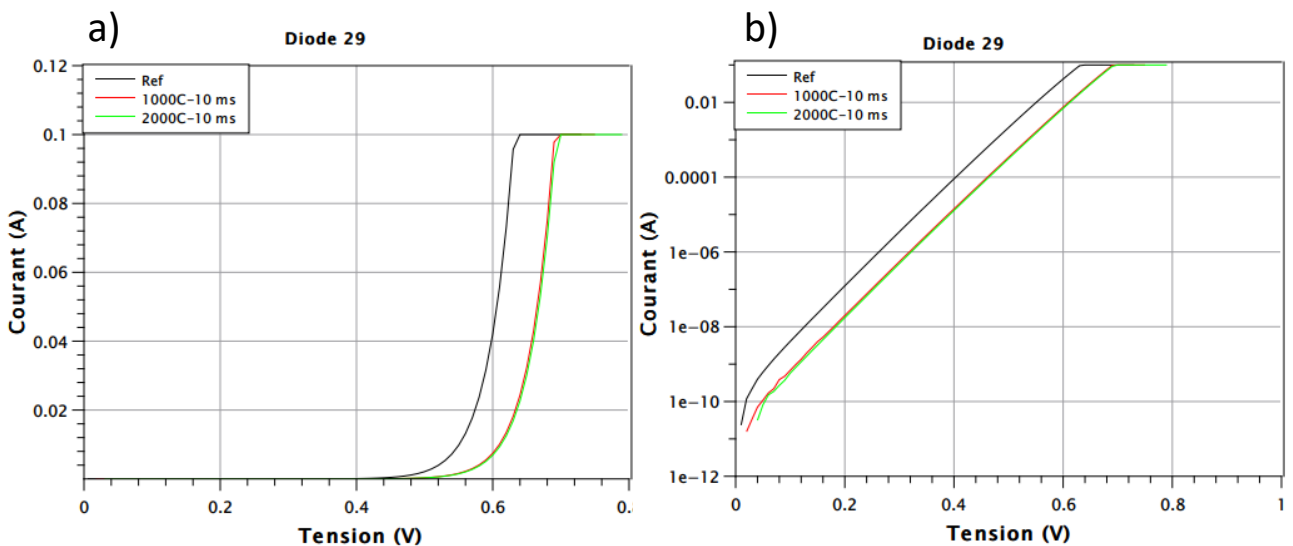 a)
Diode 29
Ref
1000C-10 ms
2000C-10 ms
0.12
0.1
0.08
0.06
0.04
0.02
Courant (A)
0
0.2
0.4
0.6
0.
Tension (V)
b)
Diode 29
Ref
1000C-10 ms
2000C-10 ms
0.01
0.0001
1e-06
1e-08
1e-10
1e-12
Courant (A)
0
0.2
0.4
0.6
0.8
1
Tension (V)